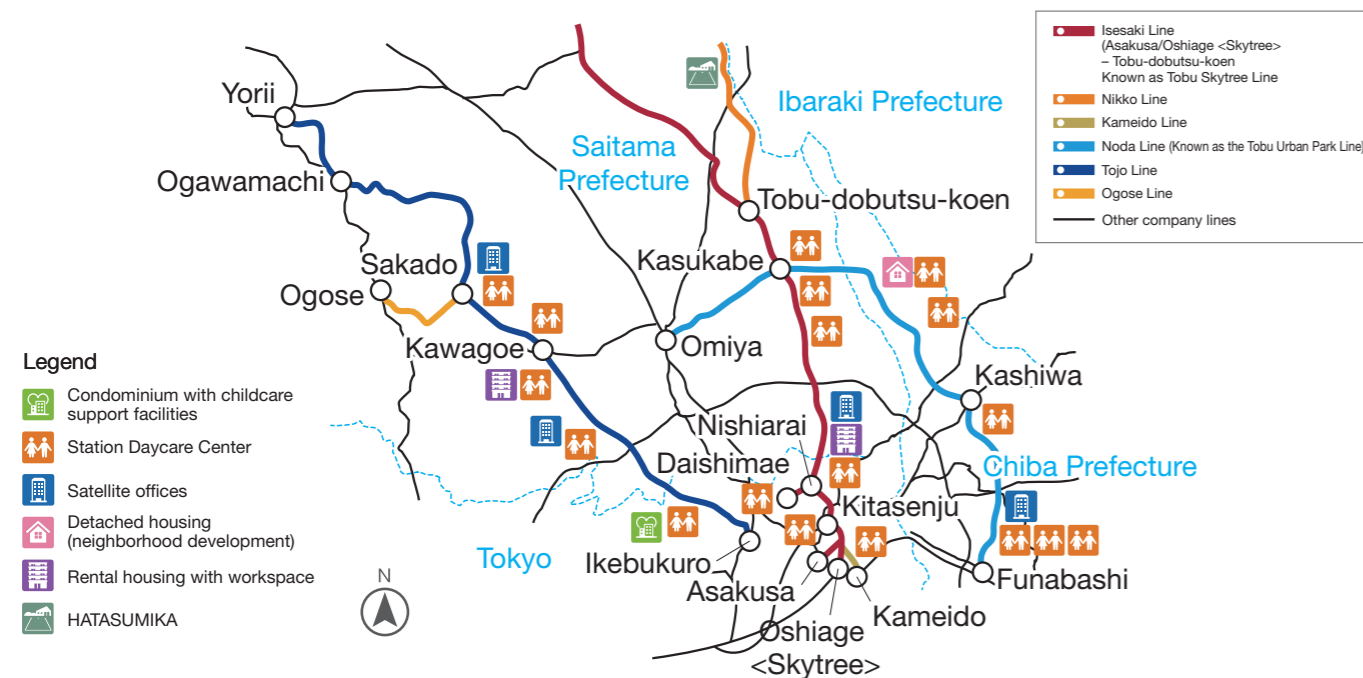 Isesaki Line
(Asakusa/Oshiage <Skytree>
– Tobu-dobutsu-koen
Known as Tobu Skytree Line
Nikko Line
Kameido Line
Noda Line (Known as the Tobu Urban Park Line)
Tojo Line
Ogose Line
Other company lines
Yorii
Ibaraki Prefecture
Saitama
Prefecture
Ogawamachi
Tobu-dobutsu-koen
Sakado
Kasukabe
Ogose
Kawagoe
Omiya
Kashiwa
Nishiarai
Daishimae
Chiba Prefecture
Kitasenju
Tokyo
Ikebukuro
Asakusa
Funabashi
Kameido
Oshiage
<Skytree>
Legend
Condominium with childcare
support facilities
Station Daycare Center
Satellite offices
Detached housing
(neighborhood development)
Rental housing with workspace
HATASUMIKA
N